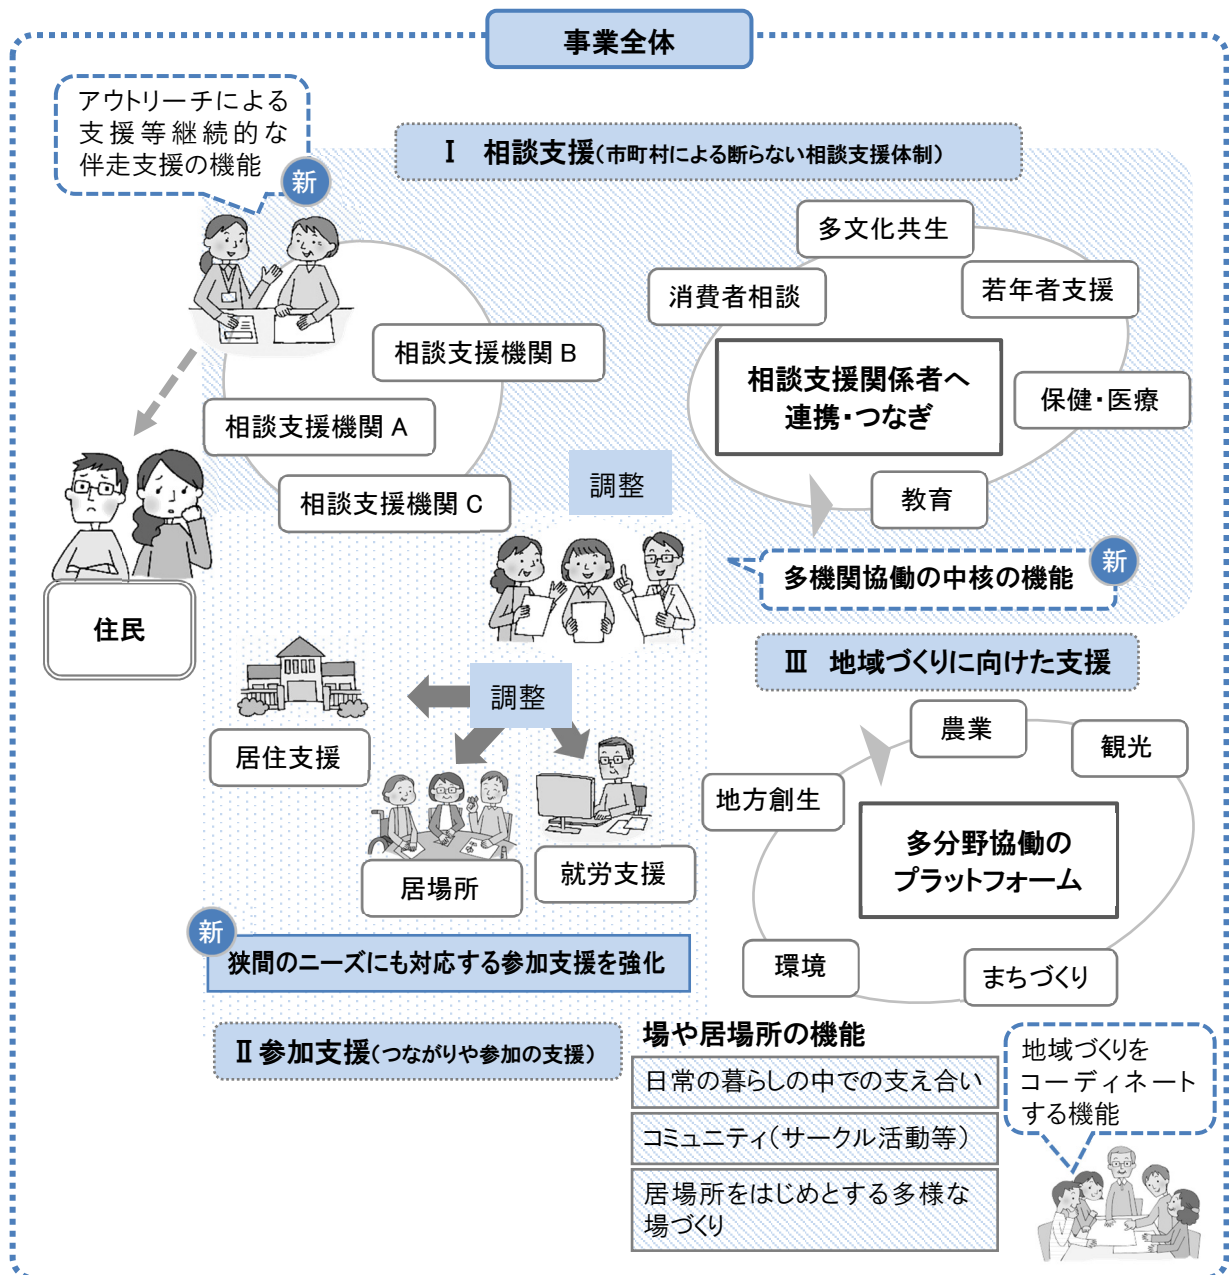 事業全体
アウトリーチによる
支援等継続的な
伴走支援の機能
新
Ⅰ 相談支援(市町村による断らない相談支援体制)
多文化共生
消費者相談
若年者支援
相談支援機関 B
相談支援関係者へ
連携・つなぎ
保健・医療
相談支援機関 A
相談支援機関 C
調整
教育
多機関協働の中核の機能
新
住民
Ⅲ 地域づくりに向けた支援
調整
居住支援
農業
観光
地方創生
多分野協働の
プラットフォーム
居場所
就労支援
新
狭間のニーズにも対応する参加支援を強化
環境
まちづくり
Ⅱ 参加支援(つながりや参加の支援)
場や居場所の機能
日常の暮らしの中での支え合い
コミュニティ(サークル活動等)
居場所をはじめとする多様な
場づくり
地域づくりを
コーディネート
する機能